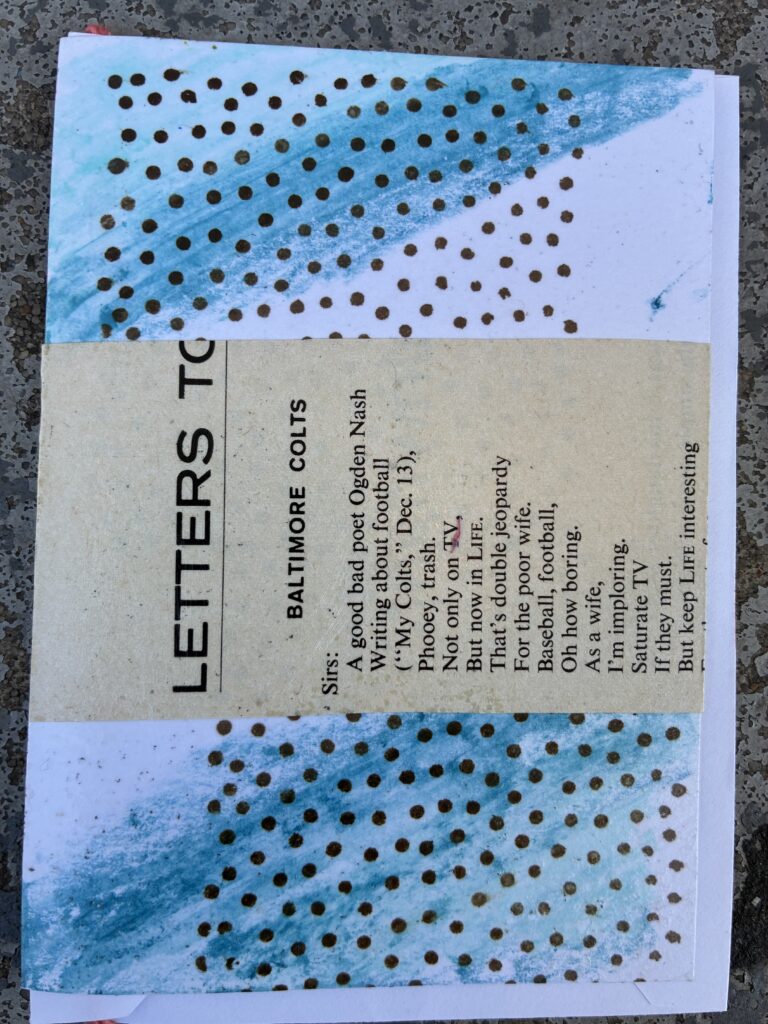 LETTERS TO
BALTIMORE COLTS
Sirs:
A good bad poet Ogden Nash
Writing about football
("My Colts," Dec. 13),
Phooey, trash.
Not only on TV,
But now in LIFE.
That's double jeopardy
For the poor wife.
Baseball, football,
Oh how boring.
As a wife,
I'm imploring.
Saturate TV
If they must.
But keep LIFE interesting